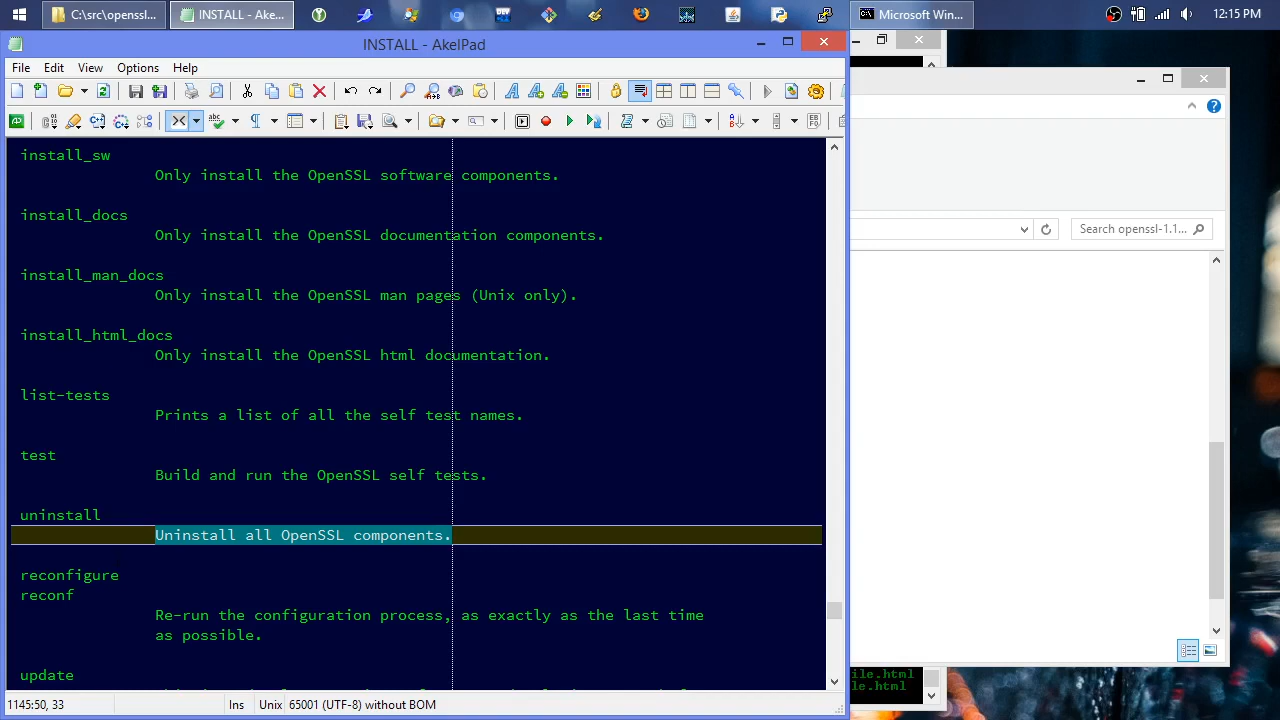 C:\src\openssl...
INSTALL - Ake...
Microsoft Win...
12:15 PM
INSTALL - AkelPad
File Edit View Options Help
install_sw
Only install the OpenSSL software components.
install_docs
Only install the OpenSSL documentation components.
install_man_docs
Only install the OpenSSL man pages (Unix only).
install_html_docs
Only install the OpenSSL html documentation.
list-tests
Prints a list of all the self test names.
test
Build and run the OpenSSL self tests.
uninstall
Uninstall all OpenSSL components.
reconfigure
reconf
Re-run the configuration process, as exactly as the last time
as possible.
update
1145:50, 33
Ins
Unix
65001 (UTF-8) without BOM
Search openssl-1.1...
ile.html
le.html